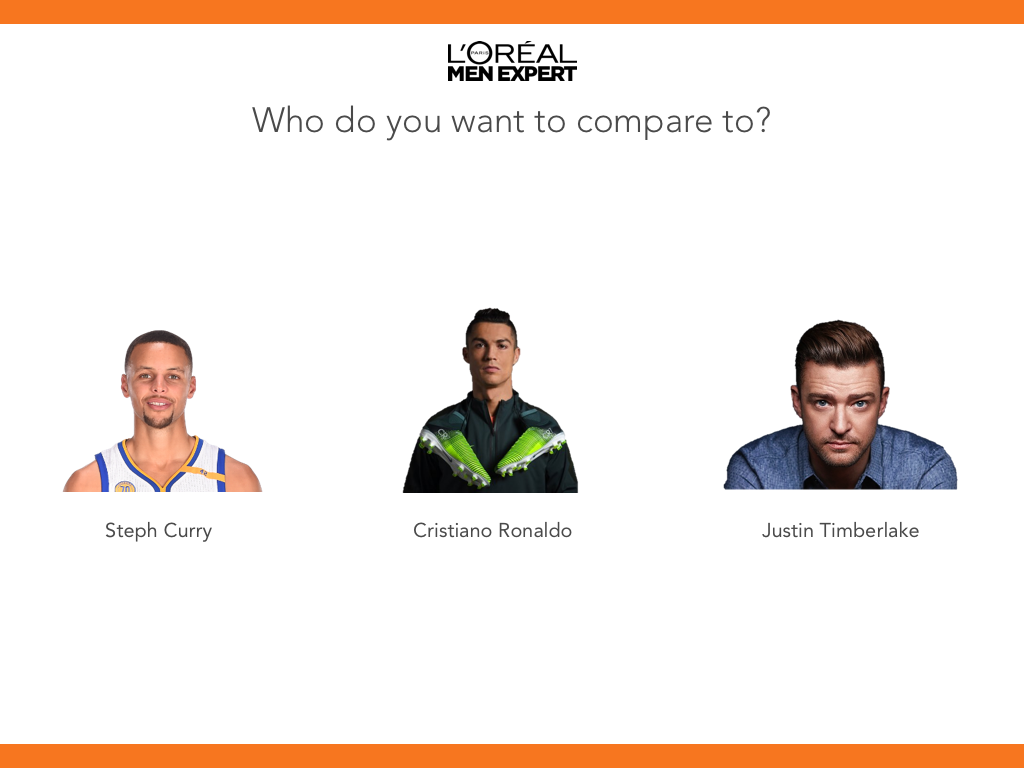 L'ORÉAL
PARIS
MEN EXPERT
Who do you want to compare to?
Steph Curry
Cristiano Ronaldo
Justin Timberlake